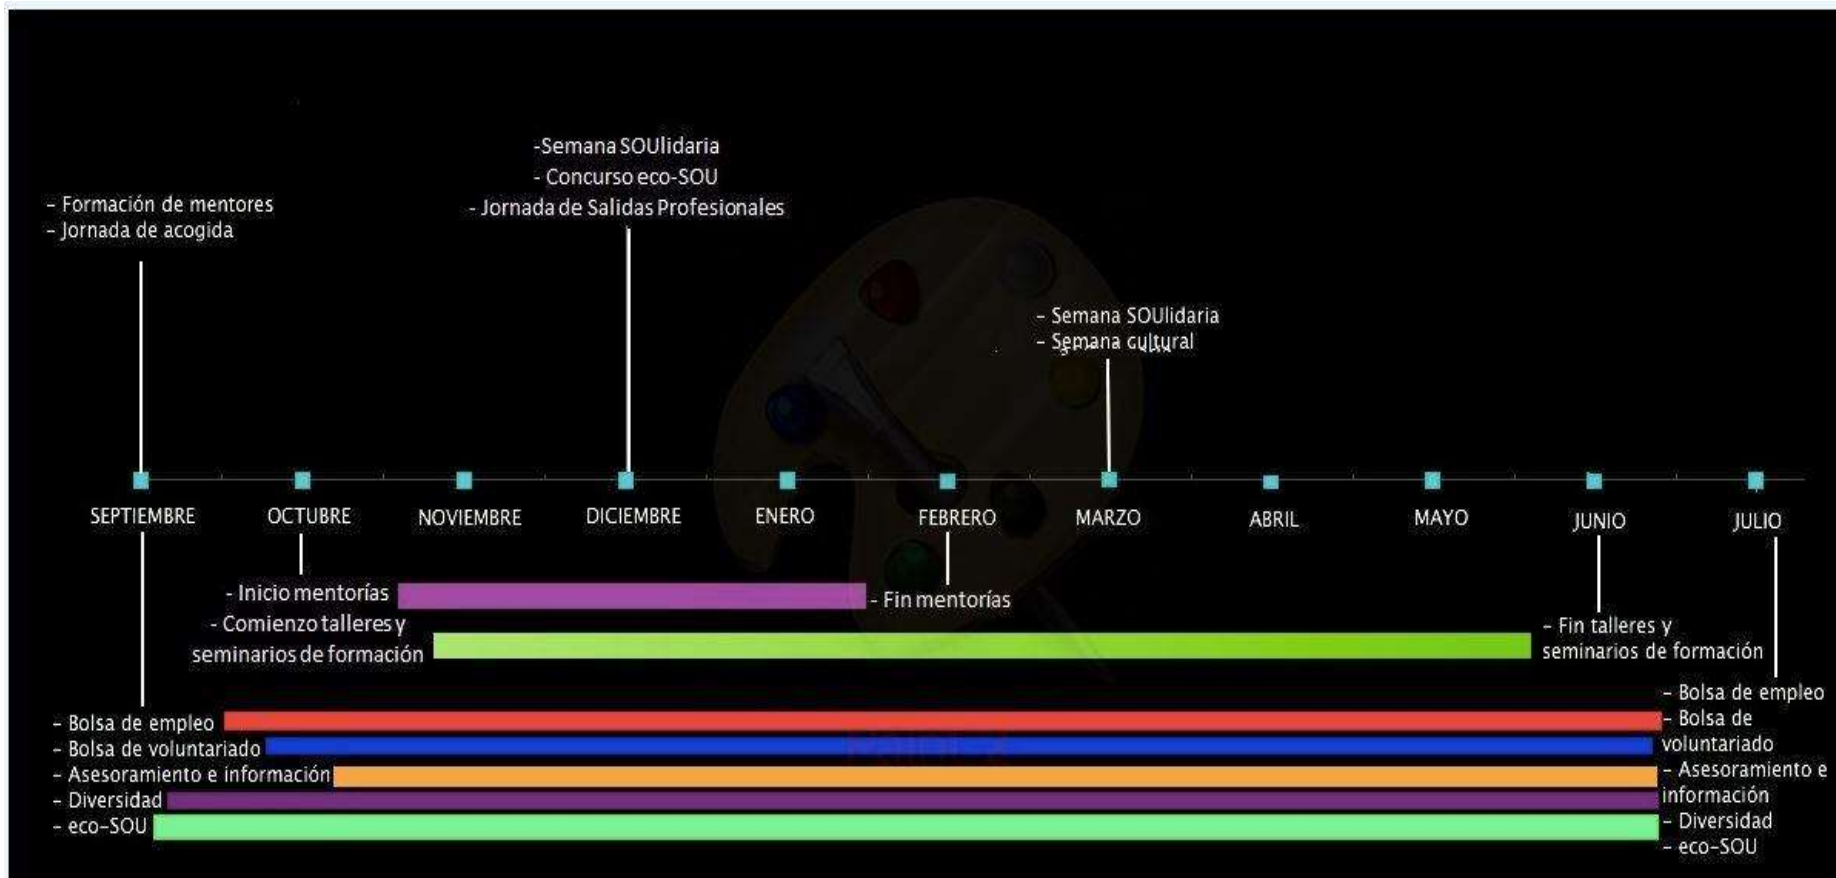 -Semana SOUlidaria
- Concurso eco-SOU
- Jornada de Salidas Profesionales
- Formación de mentores
- Jornada de acogida
- Semana SOUlidaria
- Semana cultural
SEPTIEMBRE
OCTUBRE
NOVIEMBRE
DICIEMBRE
ENERO
FEBRERO
MARZO
ABRIL
MAYO
JUNIO
JULIO
- Inicio mentorías
- Fin mentorías
- Comienzo talleres y
seminarios de formación
- Fin talleres y
seminarios de formación
- Bolsa de empleo
- Bolsa de voluntariado
- Asesoramiento e información
- Diversidad
- eco-SOU
- Bolsa de empleo
- Bolsa de
voluntariado
- Asesoramiento e
información
- Diversidad
- eco-SOU